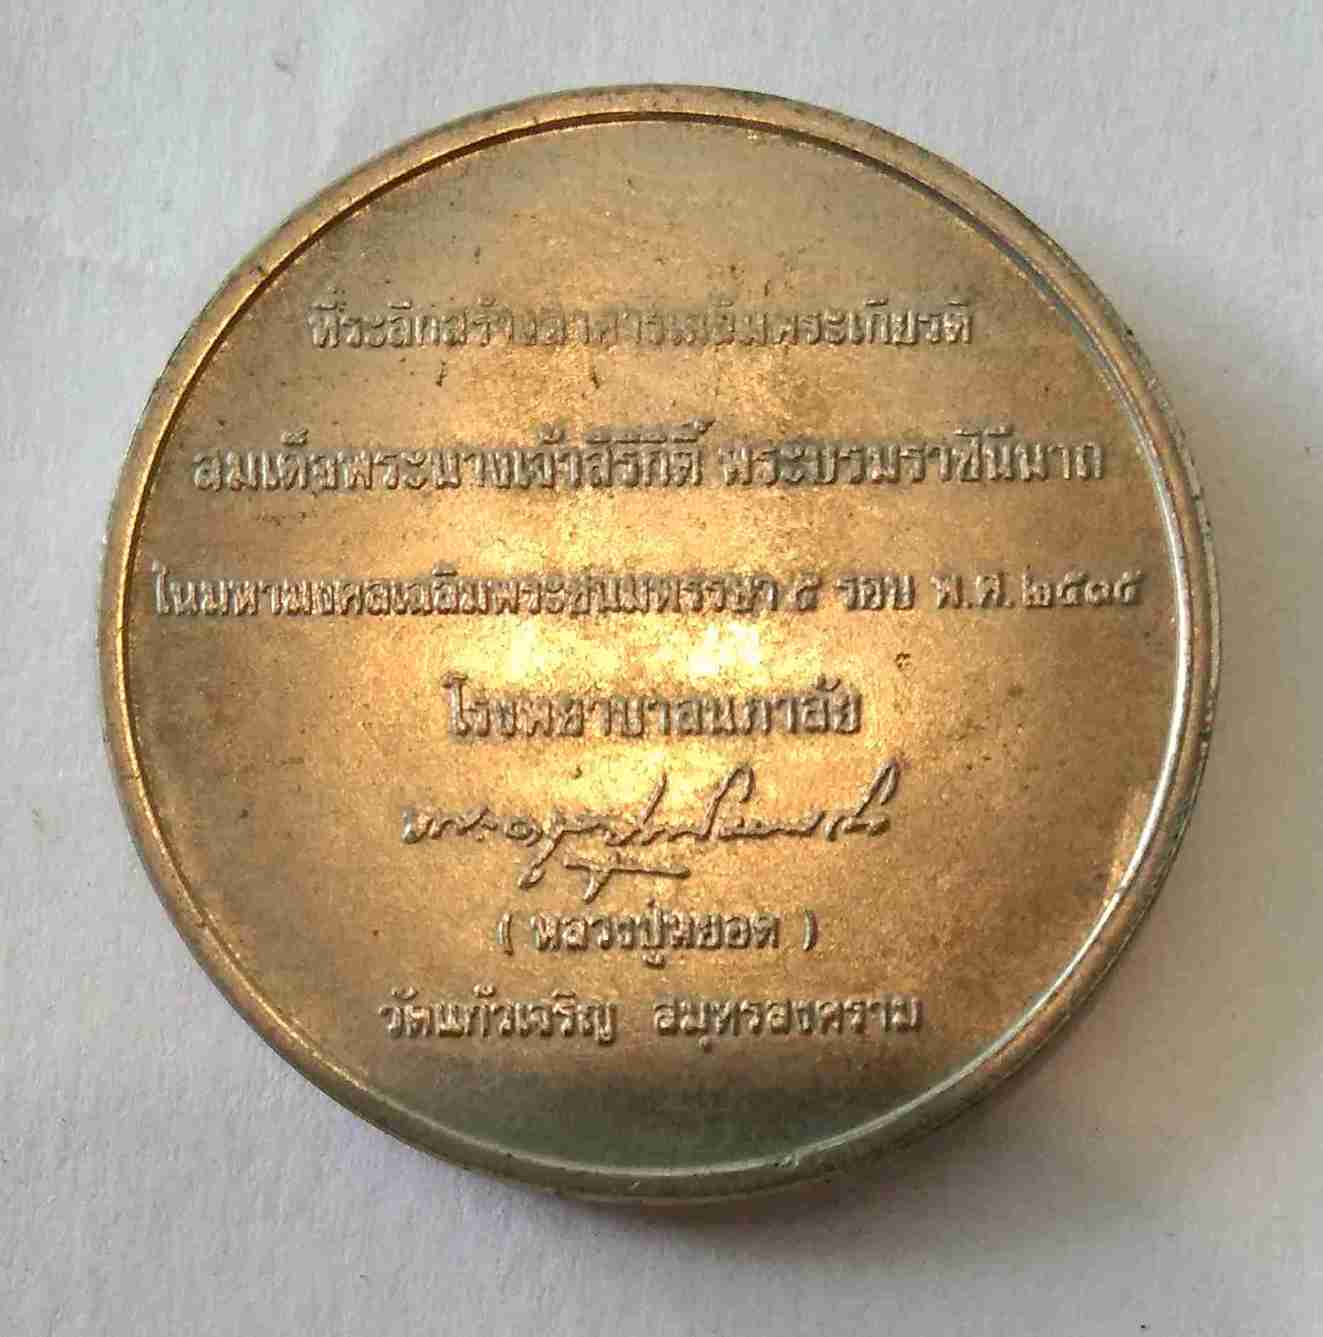 ที่ระลึกสร้างอาคารเฉลิมพระเกียรติ
สมเด็จพระนางเจ้าสิริกิติ์ พระบรมราชินีนาถ
ในมหามงคลเฉลิมพระชนมพรรษา ๕ รอบ พ.ศ. ๒๕๓๕
โรงพยาบาลนภาลัย
( หลวงปู่หยอด )
วัดแก้วเจริญ สมุทรสงคราม